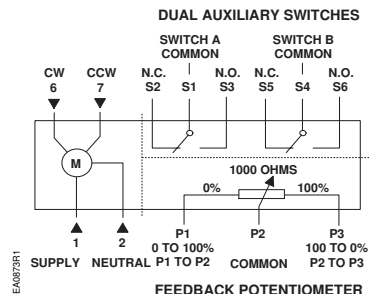 DUAL AUXILIARY SWITCHES
SWITCH A SWITCH B
COMMON COMMON
CW CCW N.C. N.O. N.C. N.O.
6 7 S2 S1 S3 S5 S4 S6
M
1000 OHMS
0% 100%
1 2 P1 P2 P3
0 TO 100% 100 TO 0%
SUPPLY NEUTRAL P1 TO P2 COMMON P2 TO P3
FEEDBACK POTENTIOMETER
EA0873R1